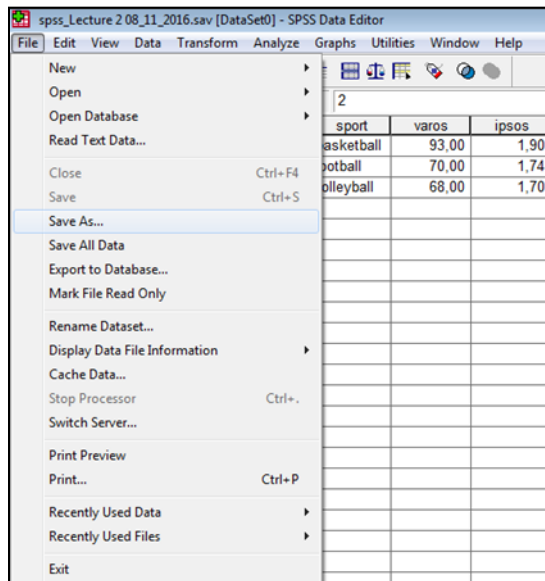 spss_Lecture 2 08_11_2016.sav [DataSet0] - SPSS Data Editor
File Edit View Data Transform Analyze Graphs Utilities Window Help
New
Open
Open Database
Read Text Data...
Close Ctrl+F4
Save Ctrl+S
Save As...
Save All Data
Export to Database...
Mark File Read Only
Rename Dataset...
Display Data File Information
Cache Data...
Stop Processor Ctrl+.
Switch Server...
Print Preview
Print... Ctrl+P
Recently Used Data
Recently Used Files
Exit
2
sport varos ipsos
asketball 93,00 1,90
ootball 70,00 1,74
olleyball 68,00 1,70